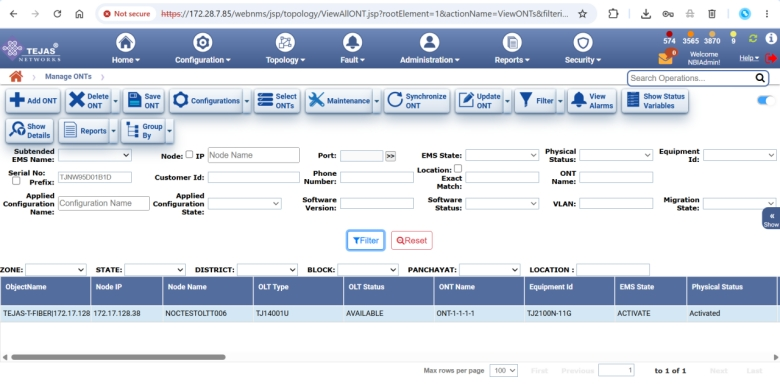 Not secure https://172.28.7.85/webnms/jsp/topology/ViewAllONT.jsp?rootElement=1&actionName=ViewONTs&filteri...
TEJAS NETWORKS
Home Configuration Topology Fault Administration Reports Security
574 3565 3870 9
Welcome NBIAdmin! Help
Manage ONTs
Search Operations...
Add ONT Delete ONT Save ONT Configurations Select ONTs Maintenance Synchronize ONT Update ONT Filter View Alarms Show Status Variables
Show Details Reports Group By
Subtended EMS Name: Node: IP Node Name Port: >> EMS State: Physical Status: Equipment Id:
Serial No: Prefix: TJNW95D01B1D Customer Id: Phone Number: Location: Exact Match: ONT Name:
Applied Configuration Name: Configuration Name Applied Configuration State: Software Version: Software Status: VLAN: Migration State:
« Show
Filter Reset
ZONE: STATE: DISTRICT: BLOCK: PANCHAYAT: LOCATION :
ObjectName Node IP Node Name OLT Type OLT Status ONT Name Equipment Id EMS State Physical Status
TEJAS-T-FIBER|172.17.128 172.17.128.38 NOCTESTOLTT006 TJ14001U AVAILABLE ONT-1-1-1-1 TJ2100N-11G ACTIVATE Activated
Max rows per page 100 First Previous 1 to 1 of 1 Next Last